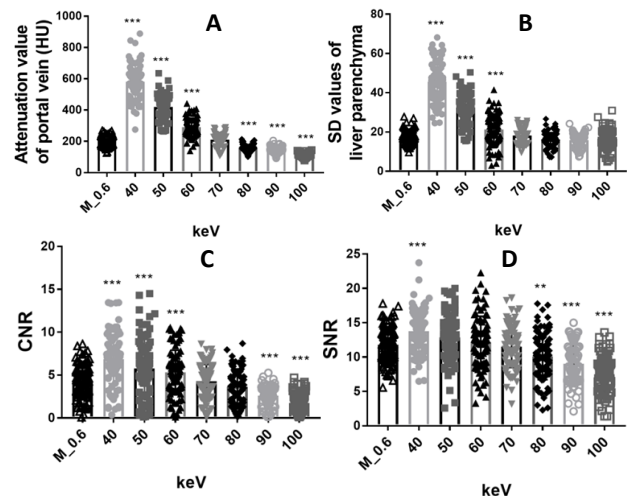 A
Attenuation value
of portal vein (HU)
1000
800
600
400
200
0
***
***
***
***
***
***
M_0.6 40 50 60 70 80 90 100
keV
B
SD values of
liver parenchyma
80
60
40
20
0
***
***
***
M_0.6 40 50 60 70 80 90 100
keV
C
CNR
20
15
10
5
0
***
***
***
***
***
M_0.6 40 50 60 70 80 90 100
keV
D
SNR
25
20
15
10
5
0
***
**
***
***
M_0.6 40 50 60 70 80 90 100
keV